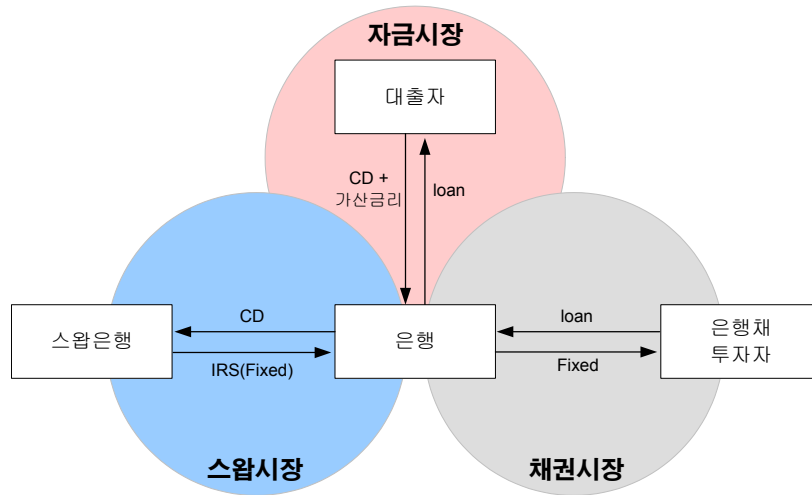 자금시장
대출자
CD +
가산금리
loan
스왑은행
CD
IRS(Fixed)
은행
loan
Fixed
은행채
투자자
스왑시장
채권시장